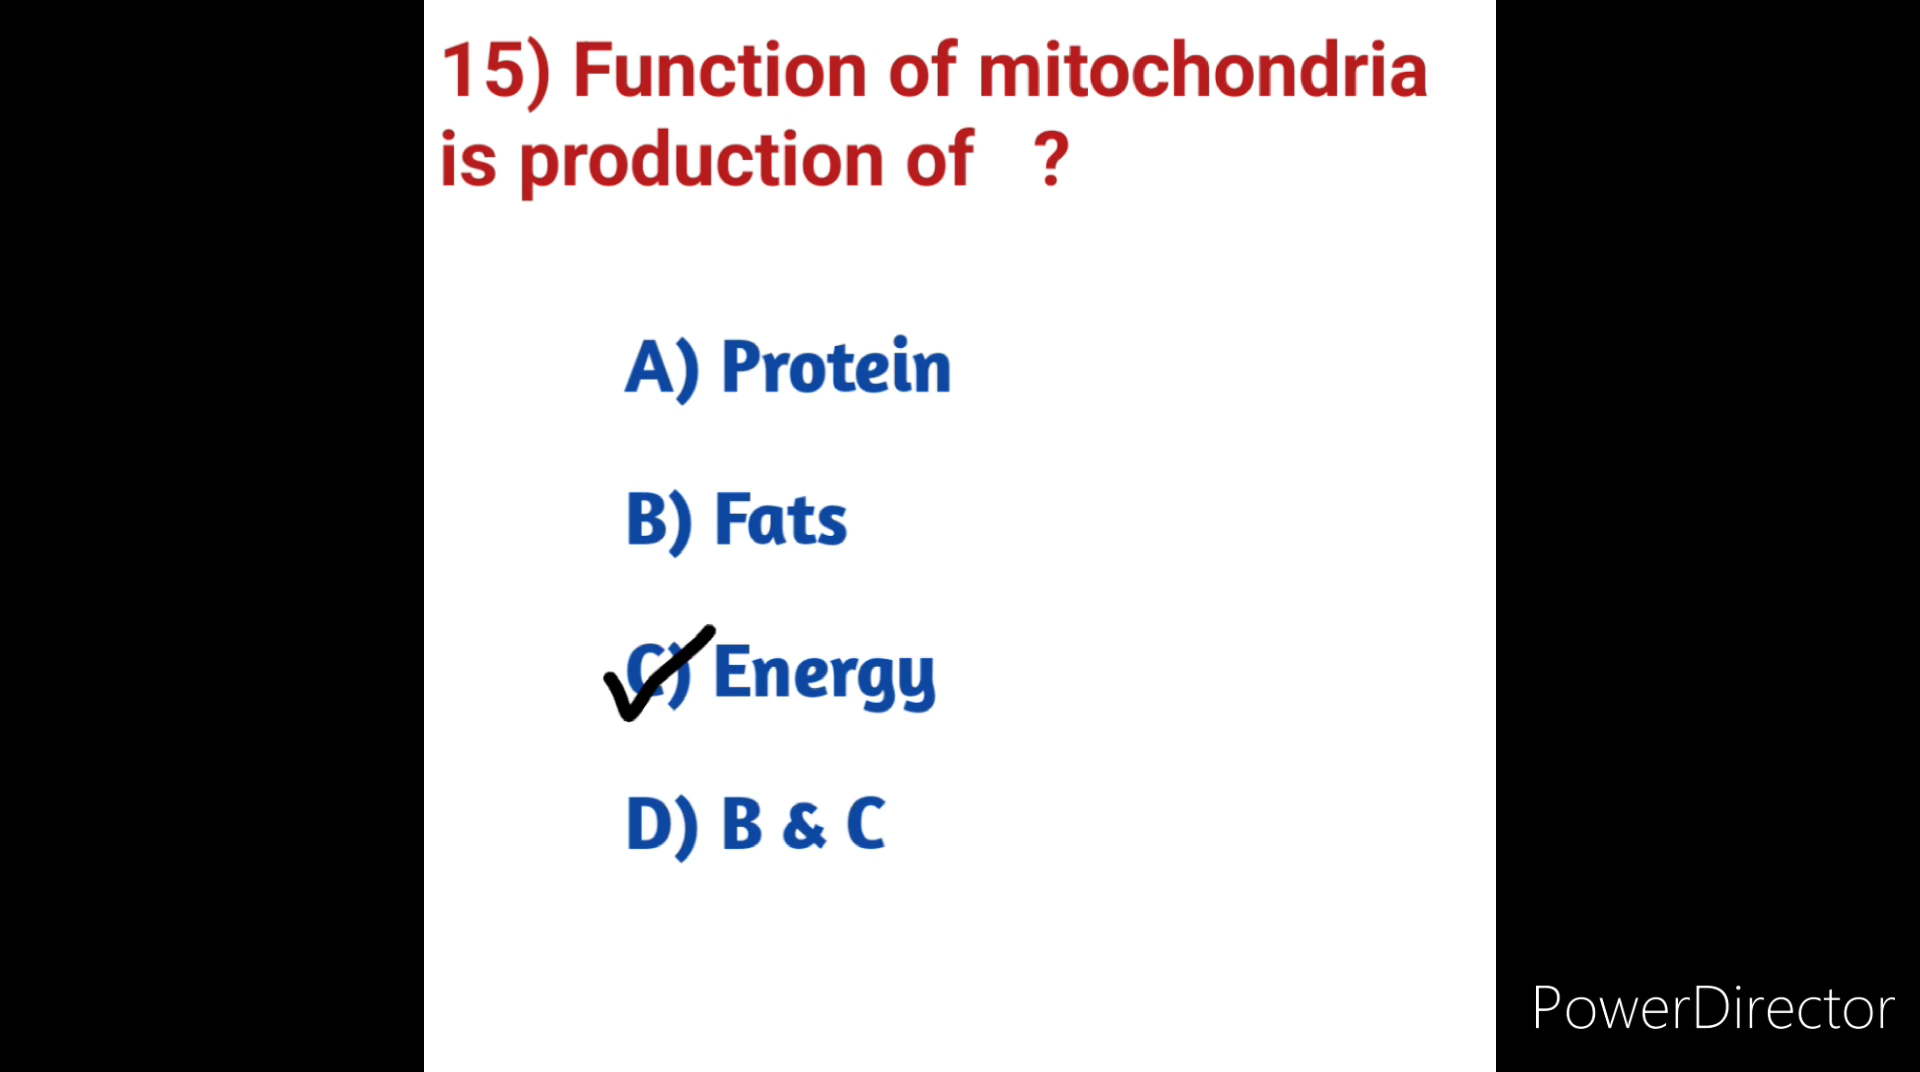 15) Function of mitochondria
is production of ?
A) Protein
B) Fats
C) Energy
D) B & C
PowerDirector